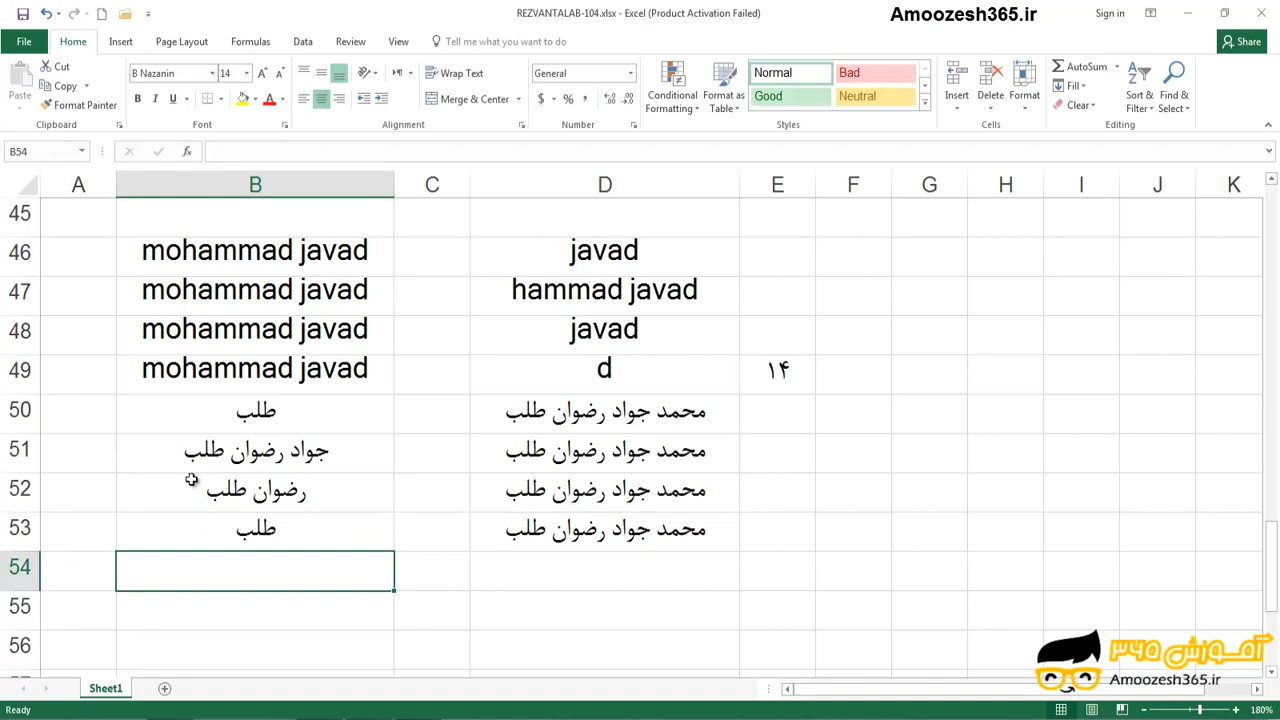 REZVANTALAB-104.xlsx - Excel (Product Activation Failed)
Amoozesh365.ir
Sign in
File Home Insert Page Layout Formulas Data Review View Tell me what you want to do Share
Paste
Cut
Copy
Format Painter
Clipboard
B Nazanin 14
B I U
Font
Wrap Text
Merge & Center
Alignment
General
$ % ,
Number
Conditional Formatting
Format as Table
Normal Bad
Good Neutral
Styles
Insert Delete Format
Cells
AutoSum
Fill
Clear
Sort & Filter
Find & Select
Editing
B54 fx
A B C D E F G H I J K
45
46 mohammad javad javad
47 mohammad javad hammad javad
48 mohammad javad javad
49 mohammad javad d ۱۴
50 طلب محمد جواد رضوان طلب
51 جواد رضوان طلب محمد جواد رضوان طلب
52 رضوان طلب محمد جواد رضوان طلب
53 طلب محمد جواد رضوان طلب
54
55
56
آموزش ۳۶۵
Amoozesh365.ir
Sheet1
Ready 180%